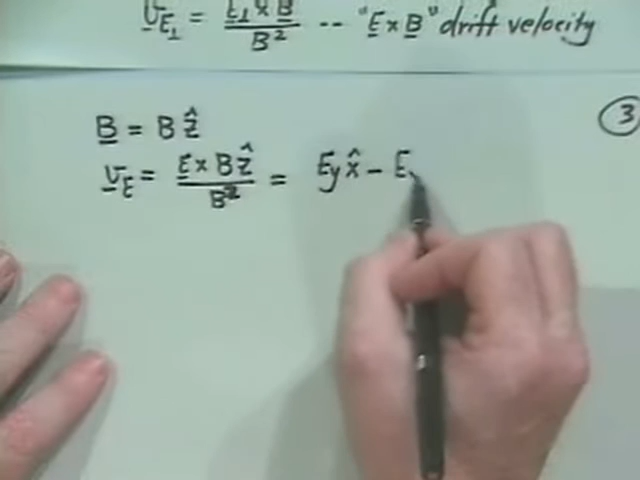 v_E⊥ = E⊥ × B / B² -- "E × B" drift velocity
③
B = B ẑ
v_E = E × B ẑ / B² = E_y x̂ − E